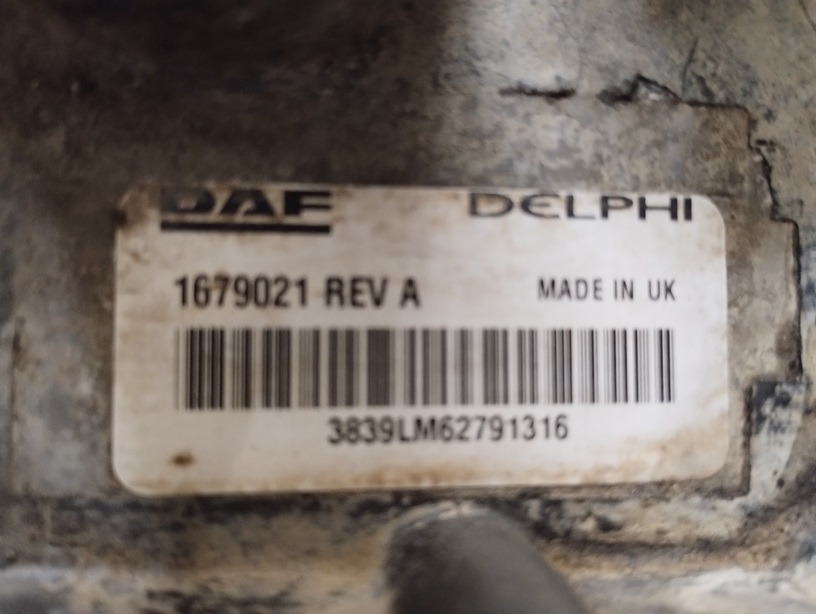 DAF DELPHI
1679021 REV A MADE IN UK
3839LM62791316